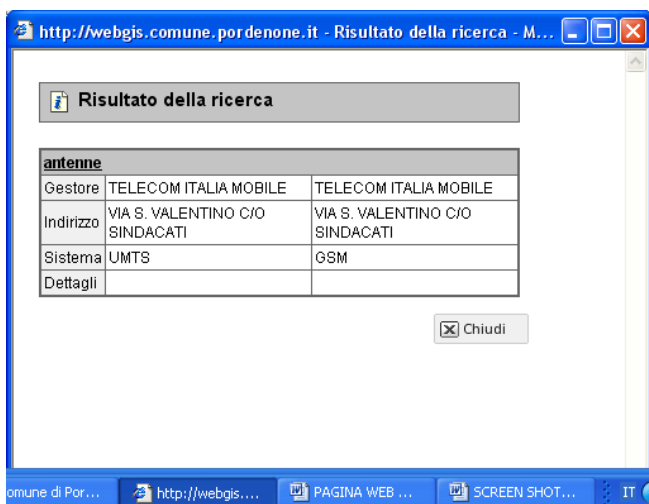 http://webgis.comune.pordenone.it - Risultato della ricerca - M...
Risultato della ricerca
antenne
Gestore TELECOM ITALIA MOBILE TELECOM ITALIA MOBILE
Indirizzo VIA S. VALENTINO C/O SINDACATI VIA S. VALENTINO C/O SINDACATI
Sistema UMTS GSM
Dettagli
Chiudi
omune di Por... http://webgis.... PAGINA WEB ... SCREEN SHOT... IT